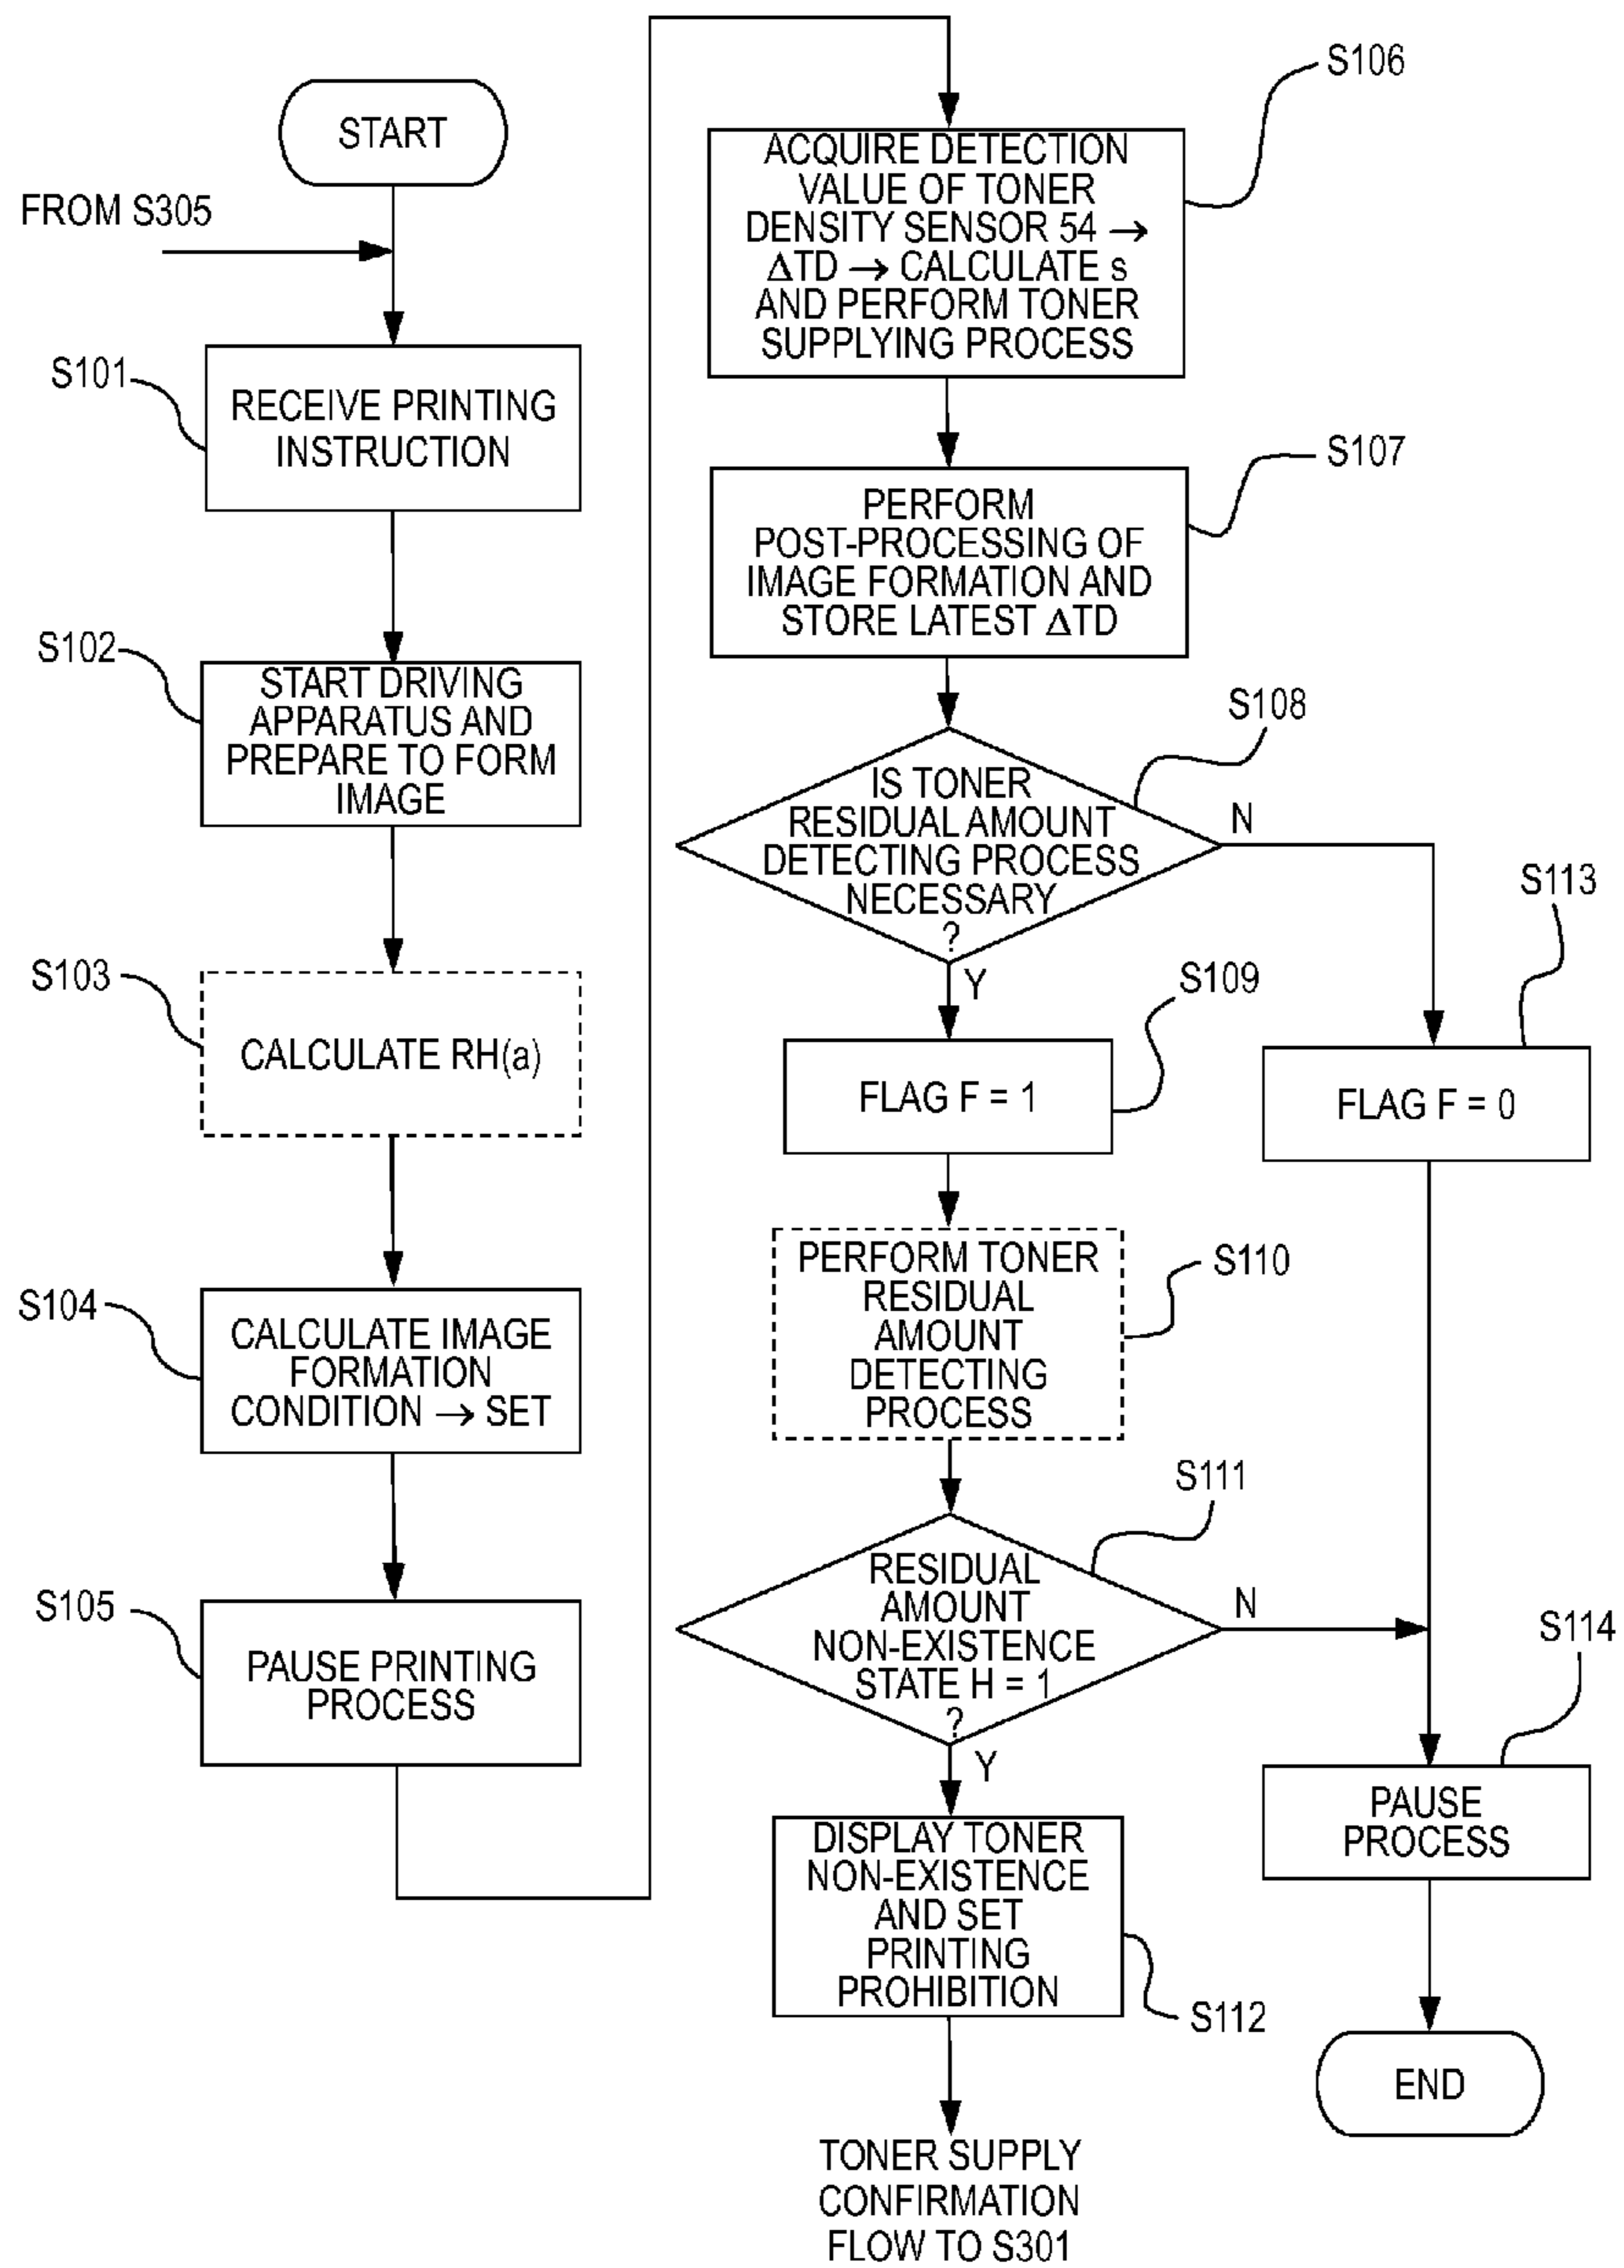 START
FROM S305
S101
RECEIVE PRINTING
INSTRUCTION
S102
START DRIVING
APPARATUS AND
PREPARE TO FORM
IMAGE
S103
CALCULATE RH(a)
S104
CALCULATE IMAGE
FORMATION
CONDITION → SET
S105
PAUSE PRINTING
PROCESS
S106
ACQUIRE DETECTION
VALUE OF TONER
DENSITY SENSOR 54 →
ΔTD → CALCULATE s
AND PERFORM TONER
SUPPLYING PROCESS
S107
PERFORM
POST-PROCESSING OF
IMAGE FORMATION AND
STORE LATEST ΔTD
S108
IS TONER
RESIDUAL AMOUNT
DETECTING PROCESS
NECESSARY
?
N
Y
S109
FLAG F = 1
S113
FLAG F = 0
S110
PERFORM TONER
RESIDUAL
AMOUNT
DETECTING
PROCESS
S111
RESIDUAL
AMOUNT
NON-EXISTENCE
STATE H = 1
?
N
Y
S114
PAUSE
PROCESS
S112
DISPLAY TONER
NON-EXISTENCE
AND SET
PRINTING
PROHIBITION
END
TONER SUPPLY
CONFIRMATION
FLOW TO S301